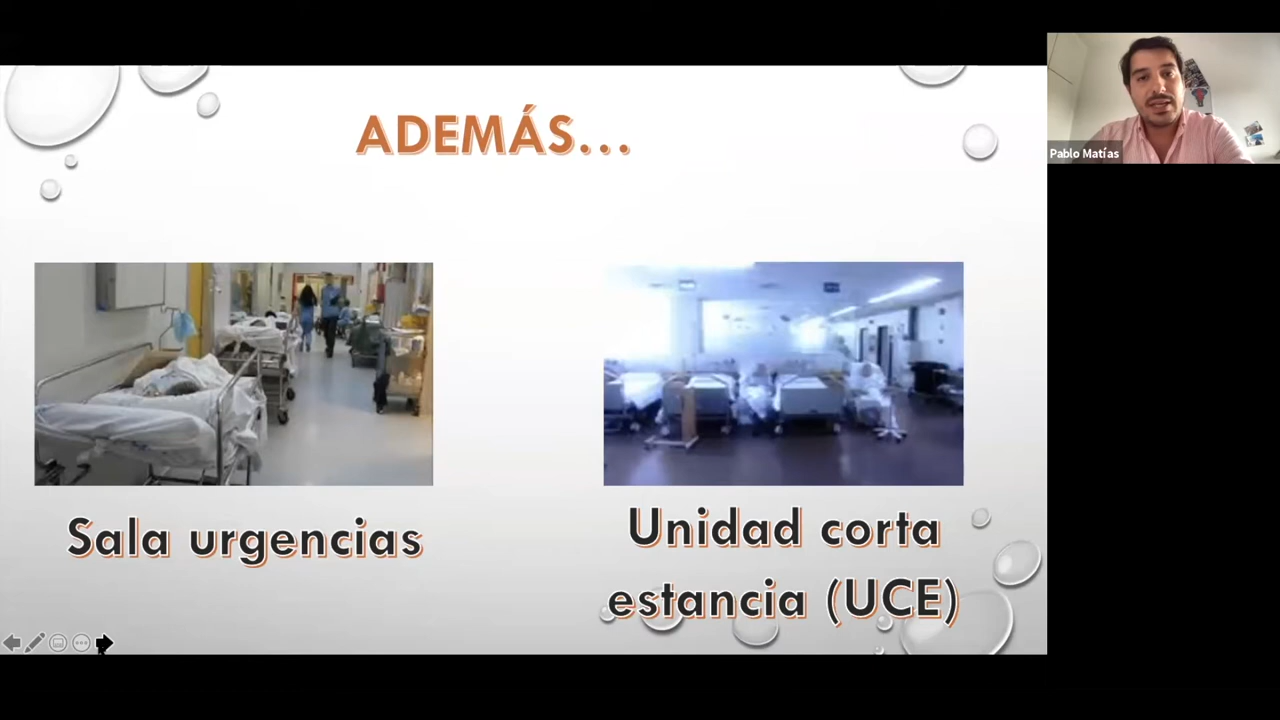 ADEMÁS...
Pablo Matías
Sala urgencias
Unidad corta
estancia (UCE)